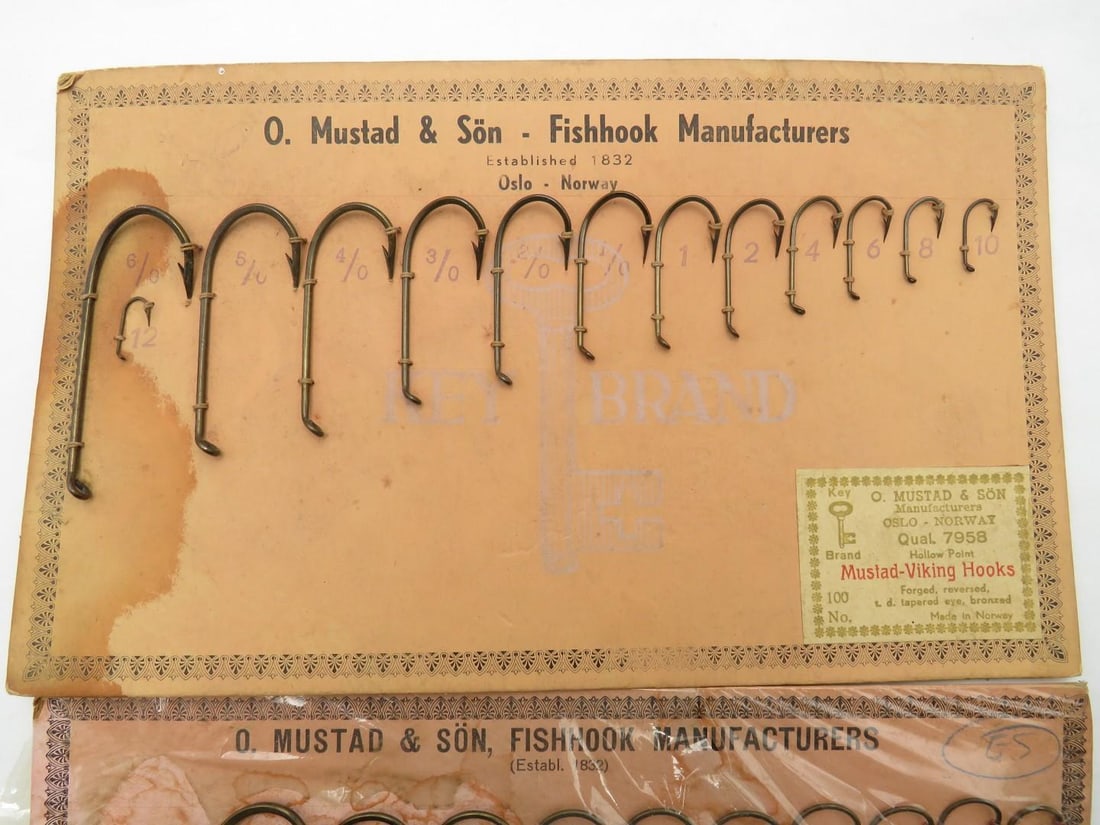 O. Mustad & Sön - Fishhook Manufacturers
Established 1832
Oslo - Norway
6/0 5/0 4/0 3/0 2/0 1/0 1 2 4 6 8 10
12
KEY BRAND
Key
Brand
100
No.
O. MUSTAD & SÖN
Manufacturers
OSLO - NORWAY
Qual. 7958
Hollow Point
Mustad-Viking Hooks
Forged, reversed,
t. d. tapered eye, bronzed
Made in Norway
O. MUSTAD & SÖN, FISHHOOK MANUFACTURERS
(Establ. 1832)
ES